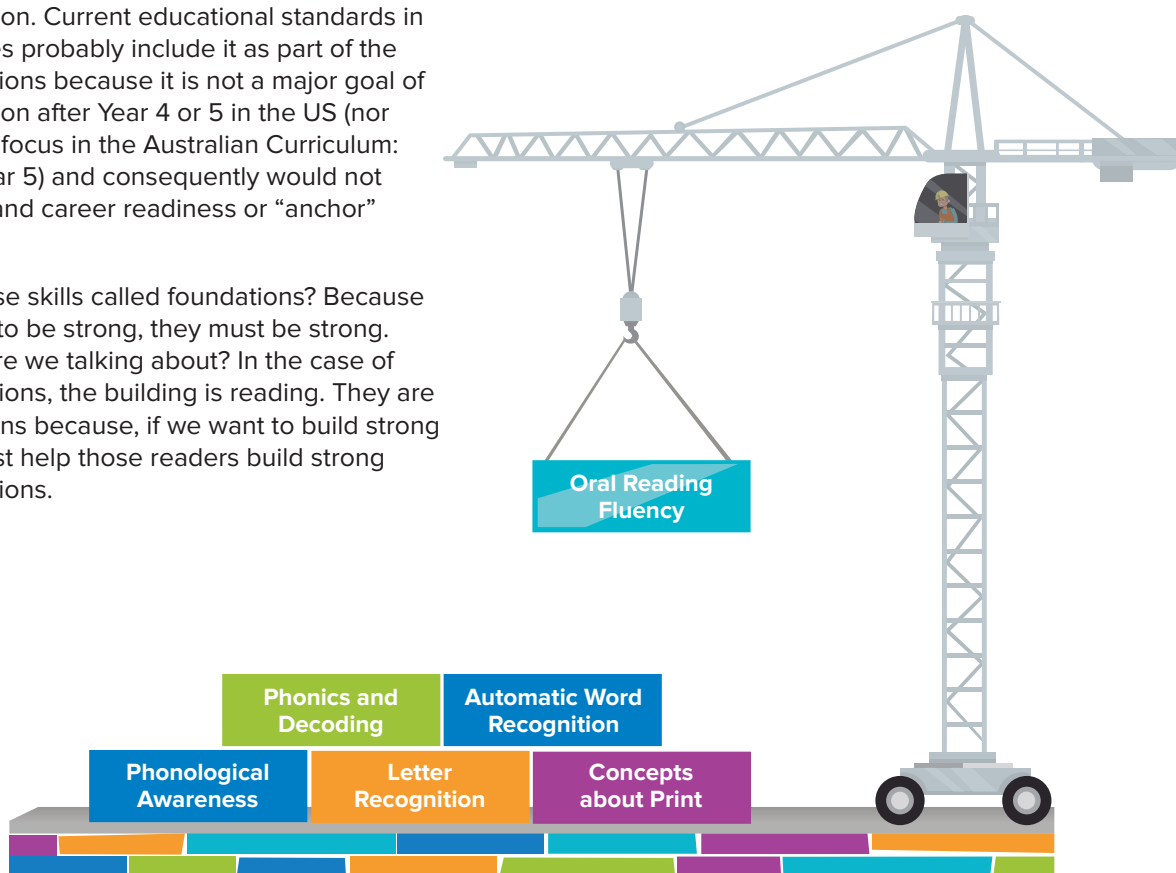 on. Current educational standards in
es probably include it as part of the
ions because it is not a major goal of
on after Year 4 or 5 in the US (nor
focus in the Australian Curriculum:
ar 5) and consequently would not
and career readiness or “anchor”
se skills called foundations? Because
to be strong, they must be strong.
re we talking about? In the case of
ions, the building is reading. They are
ns because, if we want to build strong
st help those readers build strong
ions.
Oral Reading
Fluency
Phonics and
Decoding
Automatic Word
Recognition
Phonological
Awareness
Letter
Recognition
Concepts
about Print